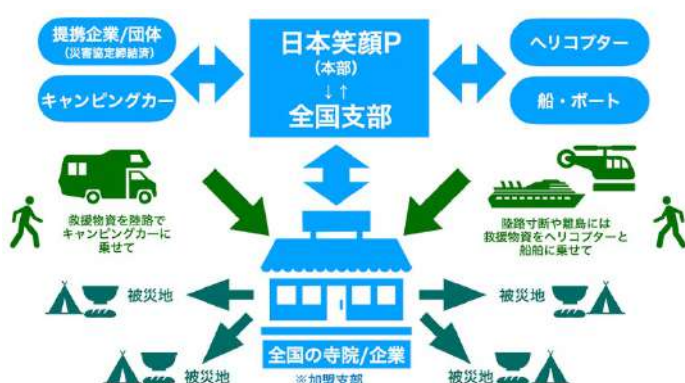 提携企業/団体
(災害協定締結済)
キャンピングカー
日本笑顔P
(本部)
↓↑
全国支部
ヘリコプター
船・ボート
救援物資を陸路で
キャンピングカーに
乗せて
陸路寸断や離島には
救援物資をヘリコプターと
船舶に乗せて
被災地
被災地
被災地
被災地
全国の寺院/企業
※加盟支部